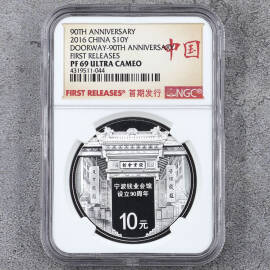 90TH ANNIVERSARY
2016 CHINA S10Y
DOORWAY-90TH ANNIVERSARY
FIRST RELEASES
PF 69 ULTRA CAMEO
4319511-044
中国
FIRST RELEASES 首期发行 NGC
宁波钱业会馆
设立90周年
10元